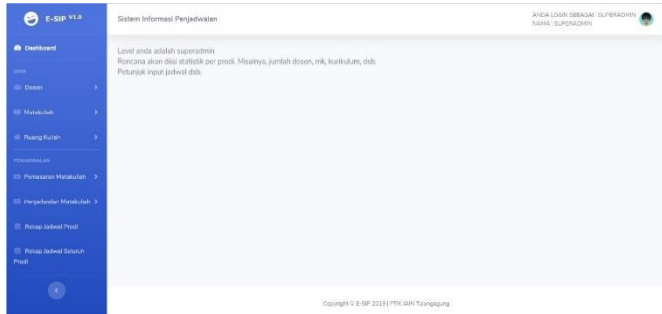 E-SIP V1.0
Sistem Informasi Penjadwalan
ANDA LOGIN SEBAGAI : SUPERADMIN
NAMA : SUPERADMIN
Dashboard
DATA
Dosen
Matakuliah
Ruang Kuliah
PENJADWALAN
Pemasaran Matakuliah
Penjadwalan Matakuliah
Rekap Jadwal Prodi
Rekap Jadwal Seluruh
Prodi
Level anda adalah superadmin
Rencana akan diisi statistik per prodi. Misalnya, jumlah dosen, mk, kurikulum, dsb.
Petunjuk input jadwal dsb.
Copyright © E-SIP 2019 | FTIK IAIN Tulungagung